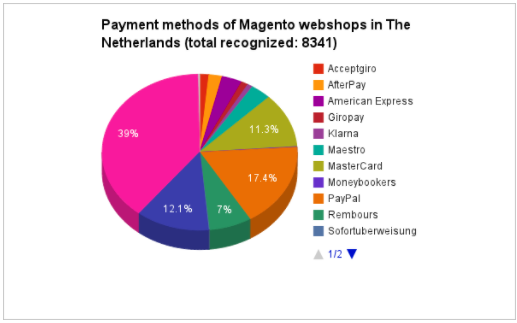 Payment methods of Magento webshops in The
Netherlands (total recognized: 8341)
39%
11.3%
17.4%
7%
12.1%
Acceptgiro
AfterPay
American Express
Giropay
Klarna
Maestro
MasterCard
Moneybookers
PayPal
Rembours
Sofortuberweisung
1/2